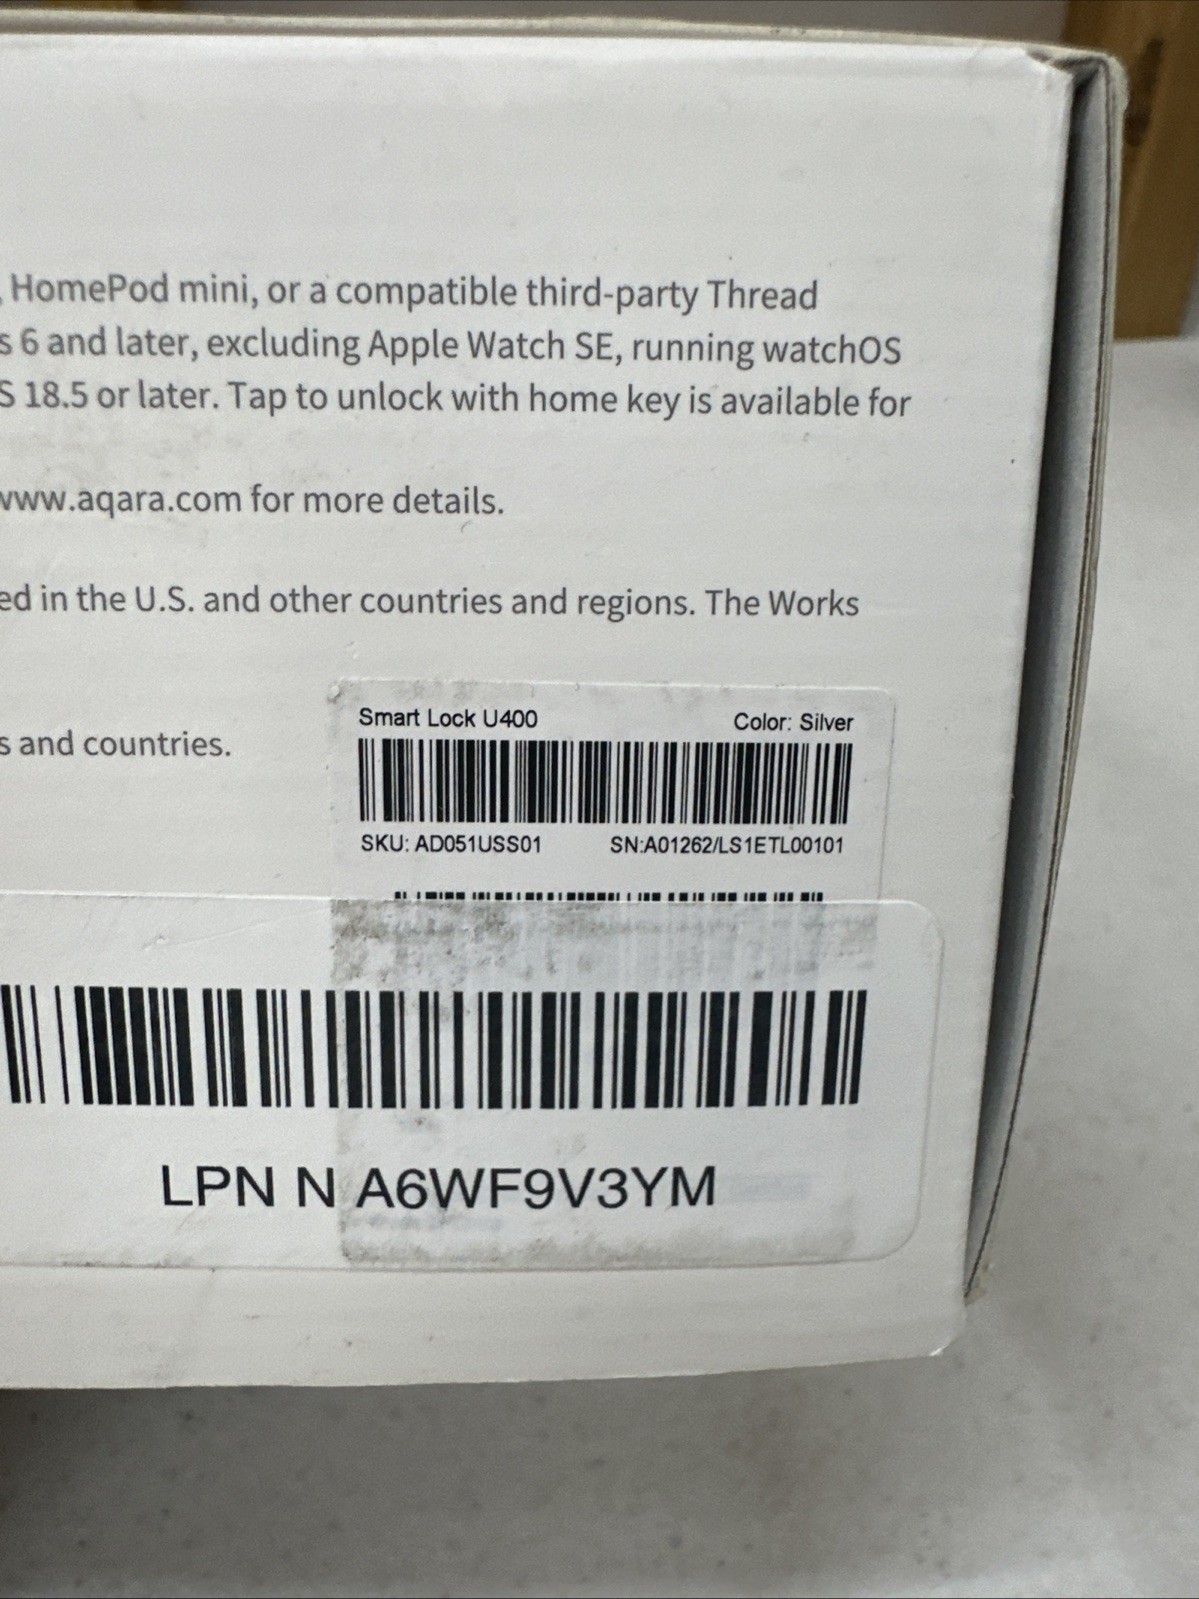 , HomePod mini, or a compatible third-party Thread
s 6 and later, excluding Apple Watch SE, running watchOS
S 18.5 or later. Tap to unlock with home key is available for
www.aqara.com for more details.
ed in the U.S. and other countries and regions. The Works
s and countries.
Smart Lock U400 Color: Silver
SKU: AD051USS01 SN:A01262/LS1ETL00101
LPN N A6WF9V3YM